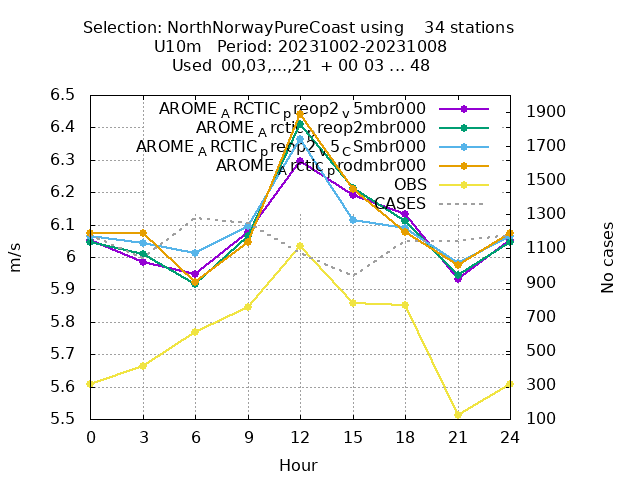 Selection: NorthNorwayPureCoast using 34 stations
U10m Period: 20231002-20231008
Used 00,03,...,21 + 00 03 ... 48
AROME_ARCTIC_preop2_v5mbr000
AROME_Arctic_preop2mbr000
AROME_ARCTIC_preop2_v5_CSmbr000
AROME_Arctic_prodmbr000
OBS
CASES
6.5
6.4
6.3
6.2
6.1
6
5.9
5.8
5.7
5.6
5.5
1900
1700
1500
1300
1100
900
700
500
300
100
m/s
No cases
0 3 6 9 12 15 18 21 24
Hour